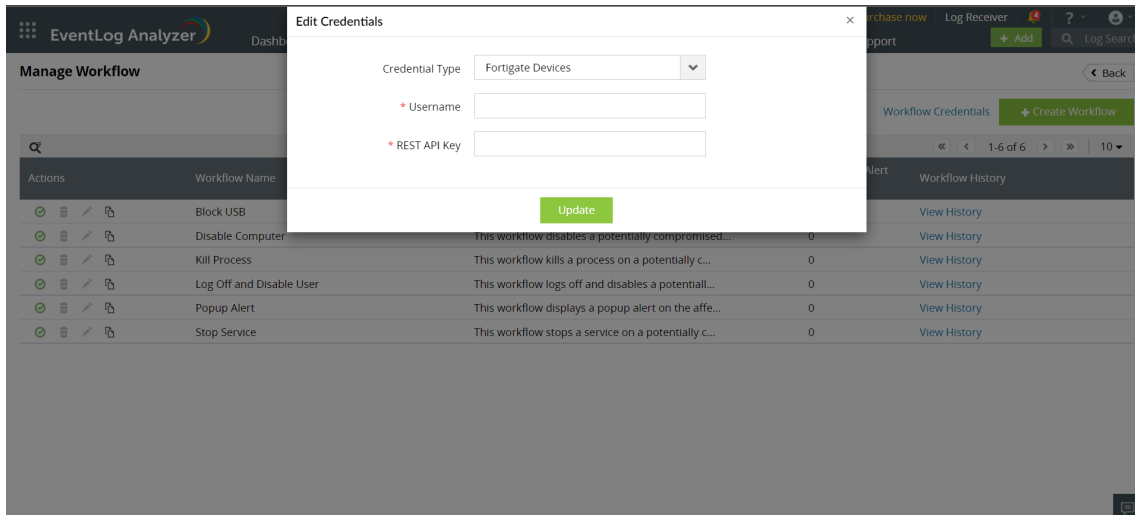 Edit Credentials ×
rchase now Log Receiver 4 ? 
EventLog Analyzer Dashb pport + Add Log Search
Manage Workflow Back
Credential Type Fortigate Devices
* Username
Workflow Credentials + Create Workflow
* REST API Key
1-6 of 6 10
Actions Workflow Name Alert Workflow History
Update
Block USB View History
Disable Computer This workflow disables a potentially compromised... 0 View History
Kill Process This workflow kills a process on a potentially c... 0 View History
Log Off and Disable User This workflow logs off and disables a potentiall... 0 View History
Popup Alert This workflow displays a popup alert on the affe... 0 View History
Stop Service This workflow stops a service on a potentially c... 0 View History